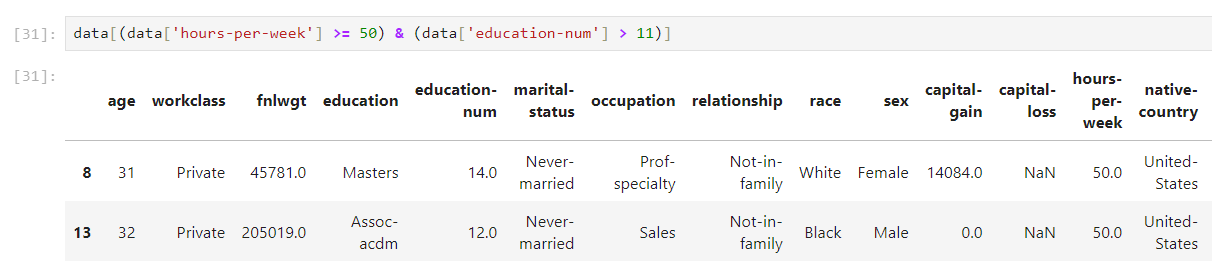 [31]: data[(data['hours-per-week'] >= 50) & (data['education-num'] > 11)]
[31]:
age workclass fnlwgt education education-num marital-status occupation relationship race sex capital-gain capital-loss hours-per-week native-country
8 31 Private 45781.0 Masters 14.0 Never-married Prof-specialty Not-in-family White Female 14084.0 NaN 50.0 United-States
13 32 Private 205019.0 Assoc-acdm 12.0 Never-married Sales Not-in-family Black Male 0.0 NaN 50.0 United-States